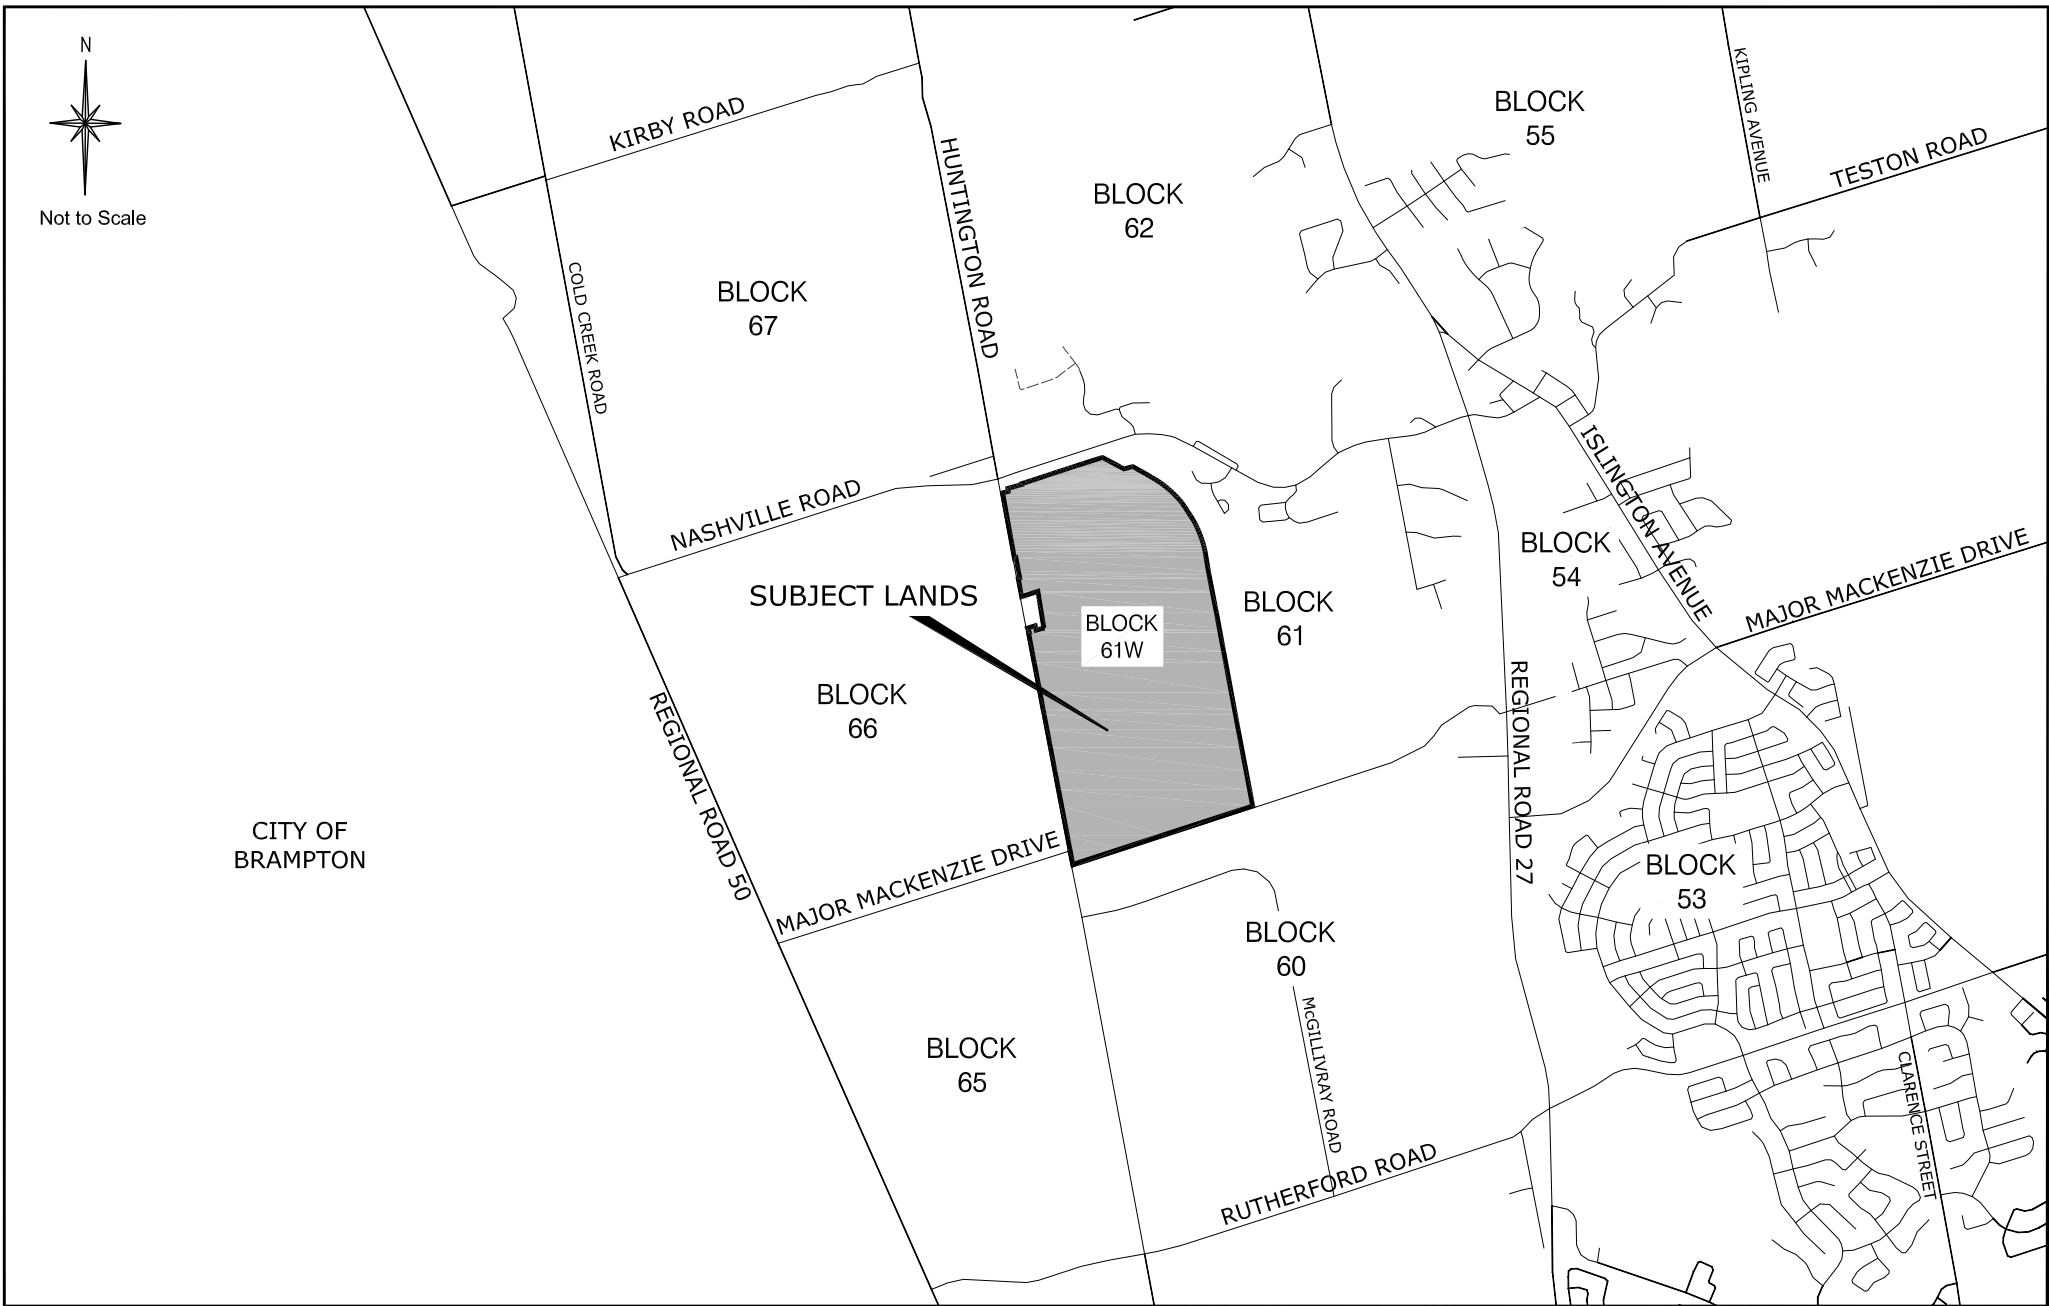 N
Not to Scale
KIRBY ROAD
HUNTINGTON ROAD
COLD CREEK ROAD
BLOCK
67
BLOCK
62
BLOCK
55
KIPLING AVENUE
TESTON ROAD
NASHVILLE ROAD
ISLINGTON AVENUE
SUBJECT LANDS
BLOCK
61W
BLOCK
61
BLOCK
54
MAJOR MACKENZIE DRIVE
BLOCK
66
REGIONAL ROAD 50
REGIONAL ROAD 27
CITY OF
BRAMPTON
MAJOR MACKENZIE DRIVE
BLOCK
53
BLOCK
60
BLOCK
65
McGILLIVRAY ROAD
CLARENCE STREET
RUTHERFORD ROAD